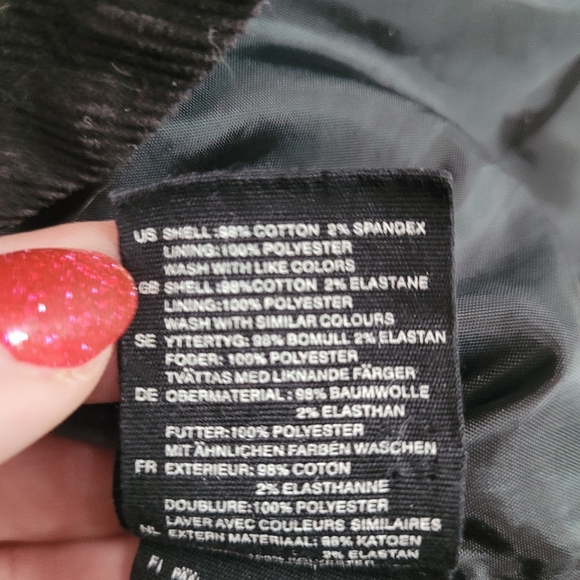 US SHELL:98% COTTON 2% SPANDEX
LINING:100% POLYESTER
WASH WITH LIKE COLORS
GB SHELL:98%COTTON 2% ELASTANE
LINING:100% POLYESTER
WASH WITH SIMILAR COLOURS
SE YTTERTYG: 98% BOMULL 2% ELASTAN
FODER: 100% POLYESTER
TVÄTTAS MED LIKNANDE FÄRGER
DE OBERMATERIAL: 98% BAUMWOLLE
2% ELASTHAN
FUTTER:100% POLYESTER
MIT ÄHNLICHEN FARBEN WASCHEN
FR EXTERIEUR: 98% COTON
2% ELASTHANNE
DOUBLURE:100% POLYESTER
LAVER AVEC COULEURS SIMILAIRES
NL EXTERN MATERIAAL: 98% KATOEN
2% ELASTAN
FI